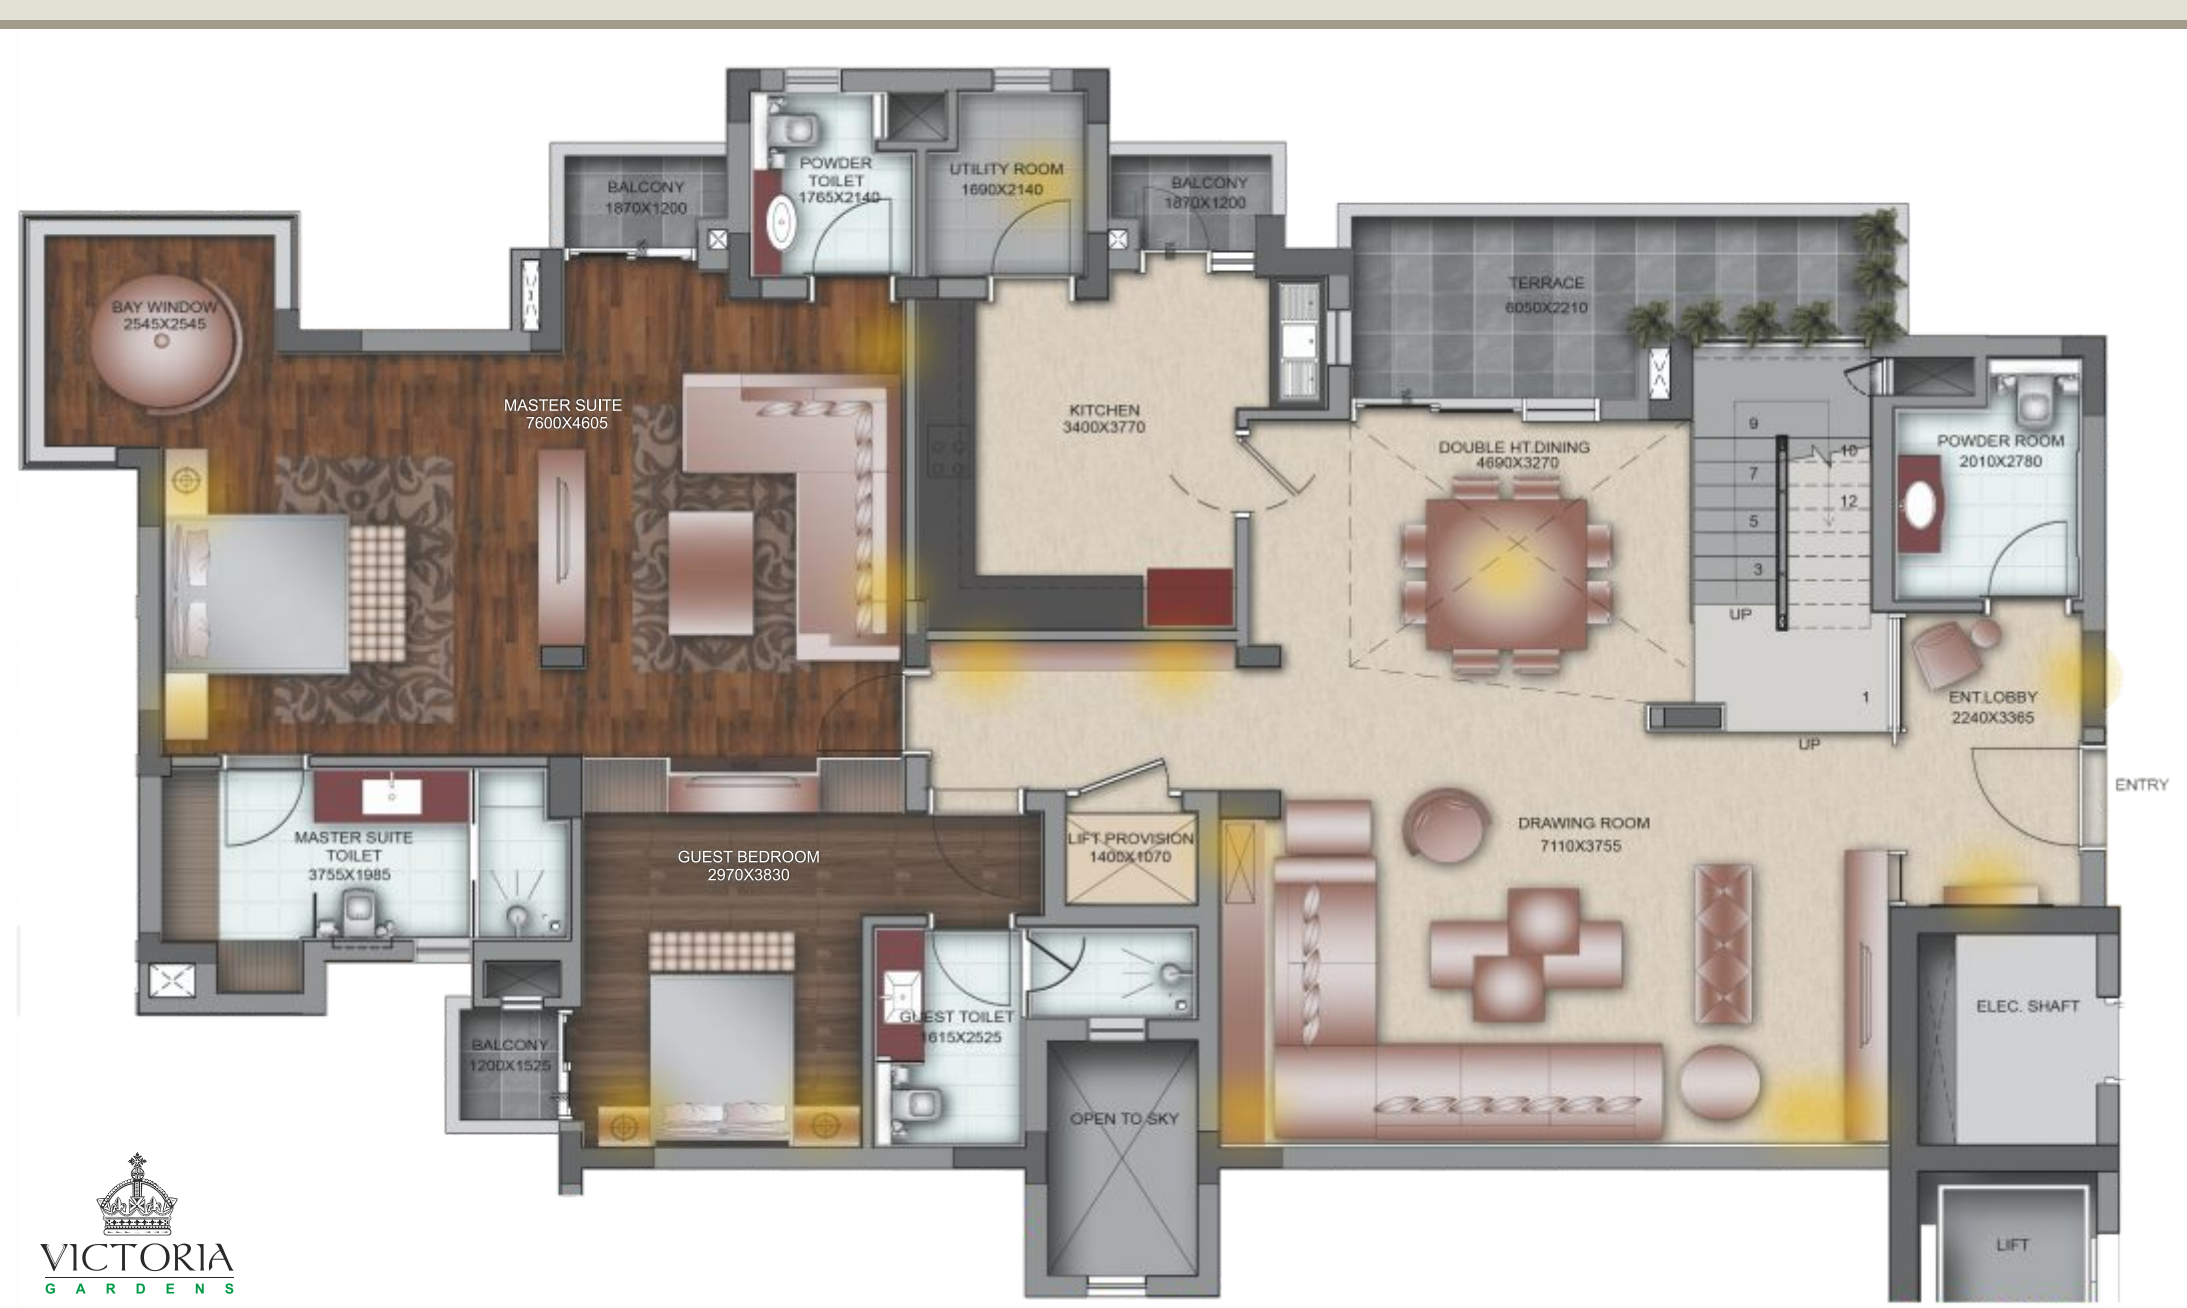 POWDER
TOILET
1765X2140
UTILITY ROOM
1690X2140
BALCONY
1870X1200
BALCONY
1870X1200
BAY WINDOW
2545X2545
TERRACE
6050X2210
MASTER SUITE
7600X4605
KITCHEN
3400X3770
DOUBLE HT.DINING
4690X3270
9
10
7
12
5
3
UP
1
UP
POWDER ROOM
2010X2780
ENT.LOBBY
2240X3365
ENTRY
MASTER SUITE
TOILET
3755X1985
GUEST BEDROOM
2970X3830
LIFT PROVISION
1400X1070
DRAWING ROOM
7110X3755
ELEC. SHAFT
GUEST TOILET
1615X2525
BALCONY
1200X1525
OPEN TO SKY
LIFT
VICTORIA
GARDENS